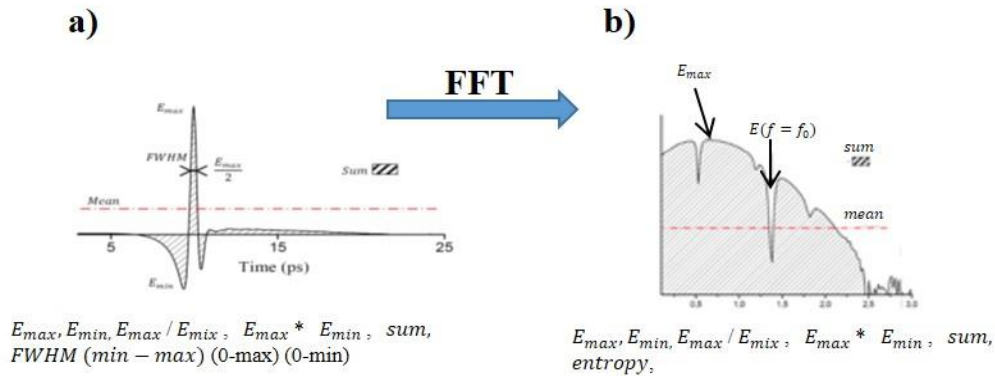 a)
b)
FFT
E_max
FWHM
E_max/2
Sum
Mean
E_min
5
15
25
Time (ps)
E_max
E(f = f_0)
sum
mean
0.5
1.0
1.5
2.0
2.5
3.0
E_max, E_min, E_max / E_mix, E_max * E_min, sum,
FWHM (min − max) (0-max) (0-min)
E_max, E_min, E_max / E_mix, E_max * E_min, sum,
entropy,